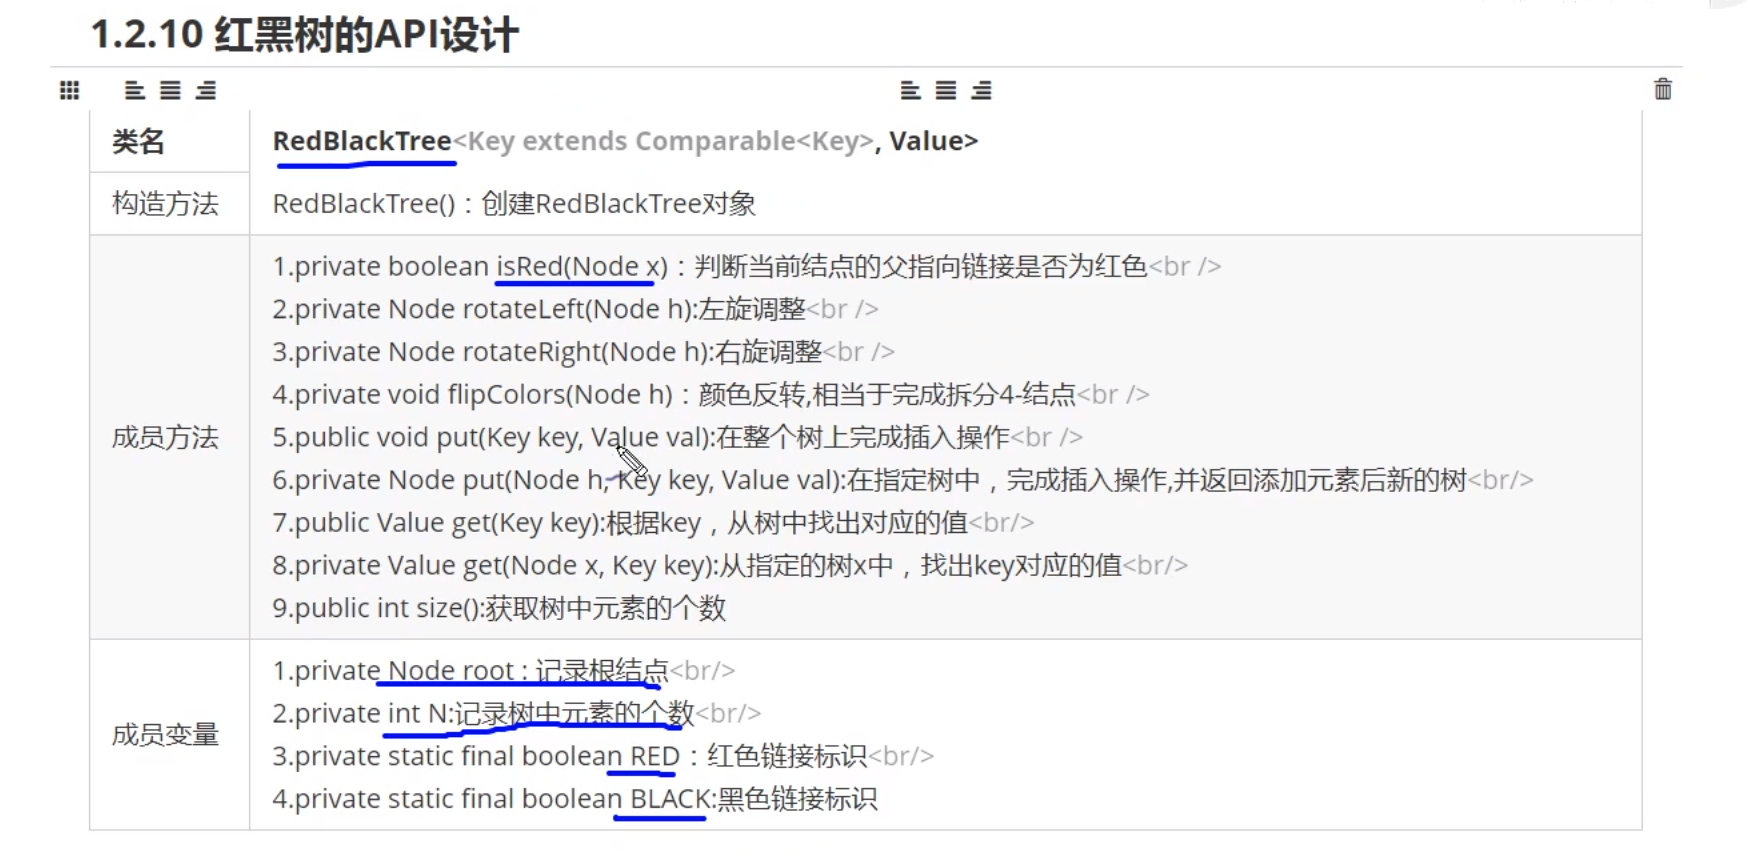 1.2.10 红黑树的API设计
类名 RedBlackTree<Key extends Comparable<Key>, Value>
构造方法 RedBlackTree()：创建RedBlackTree对象
成员方法
1.private boolean isRed(Node x)：判断当前结点的父指向链接是否为红色<br />
2.private Node rotateLeft(Node h):左旋调整<br />
3.private Node rotateRight(Node h):右旋调整<br />
4.private void flipColors(Node h)：颜色反转,相当于完成拆分4-结点<br />
5.public void put(Key key, Value val):在整个树上完成插入操作<br />
6.private Node put(Node h, Key key, Value val):在指定树中，完成插入操作,并返回添加元素后新的树<br/>
7.public Value get(Key key):根据key，从树中找出对应的值<br/>
8.private Value get(Node x, Key key):从指定的树x中，找出key对应的值<br/>
9.public int size():获取树中元素的个数
成员变量
1.private Node root : 记录根结点<br/>
2.private int N:记录树中元素的个数<br/>
3.private static final boolean RED：红色链接标识<br/>
4.private static final boolean BLACK:黑色链接标识